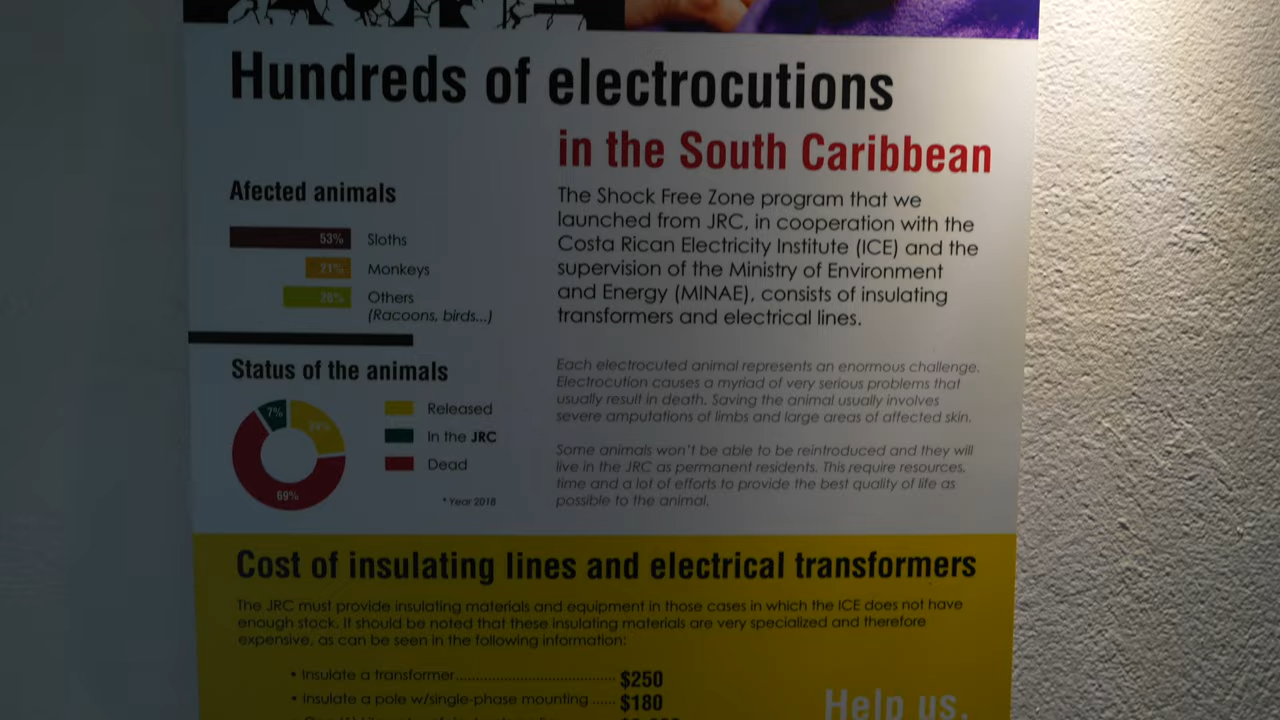 Hundreds of electrocutions
in the South Caribbean
Afected animals
53% Sloths
21% Monkeys
26% Others
(Racoons, birds...)
The Shock Free Zone program that we
launched from JRC, in cooperation with the
Costa Rican Electricity Institute (ICE) and the
supervision of the Ministry of Environment
and Energy (MINAE), consists of insulating
transformers and electrical lines.
Status of the animals
7%
24%
69%
Released
In the JRC
Dead
* Year 2018
Each electrocuted animal represents an enormous challenge.
Electrocution causes a myriad of very serious problems that
usually result in death. Saving the animal usually involves
severe amputations of limbs and large areas of affected skin.
Some animals won't be able to be reintroduced and they will
live in the JRC as permanent residents. This require resources,
time and a lot of efforts to provide the best quality of life as
possible to the animal.
Cost of insulating lines and electrical transformers
The JRC must provide insulating materials and equipment in those cases in which the ICE does not have
enough stock. It should be noted that these insulating materials are very specialized and therefore
expensive, as can be seen in the following information:
• Insulate a transformer........................................ $250
• Insulate a pole w/single-phase mounting ...... $180
Help us.